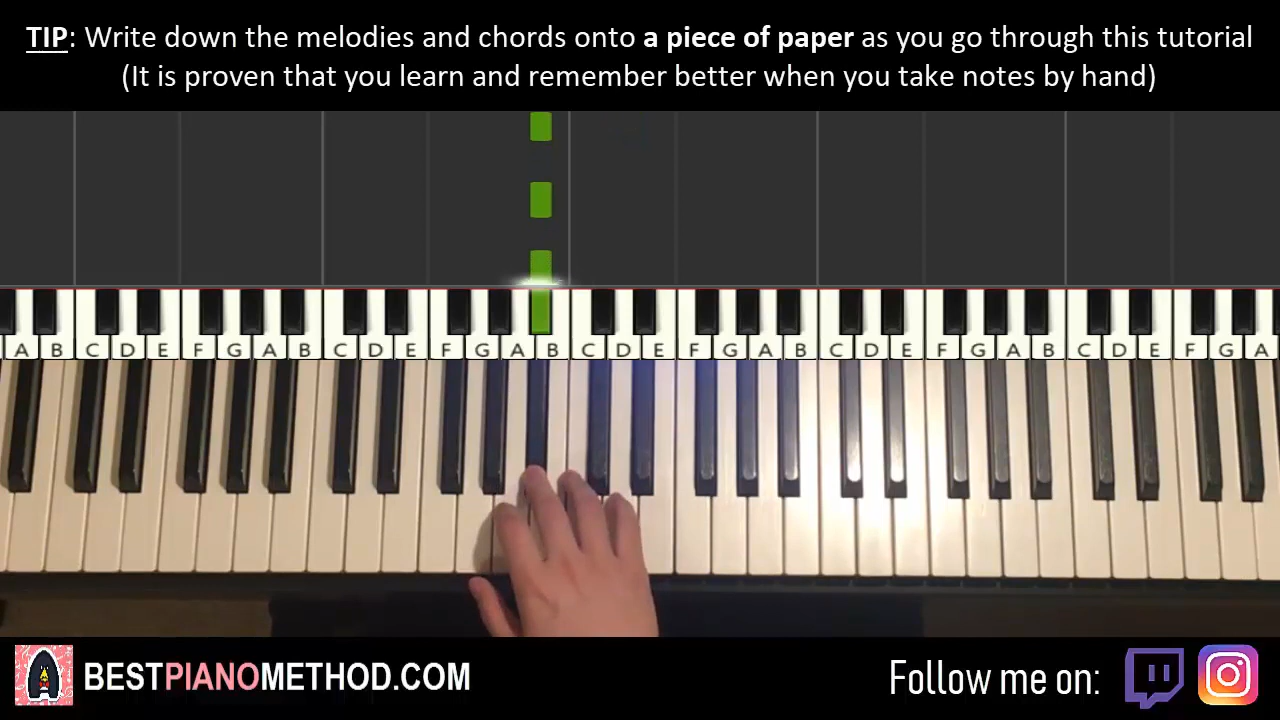 TIP: Write down the melodies and chords onto a piece of paper as you go through this tutorial
(It is proven that you learn and remember better when you take notes by hand)
A B C D E F G A B C D E F G A B C D E F G A B C D E F G A B C D E F G A
BESTPIANOMETHOD.COM
Follow me on: